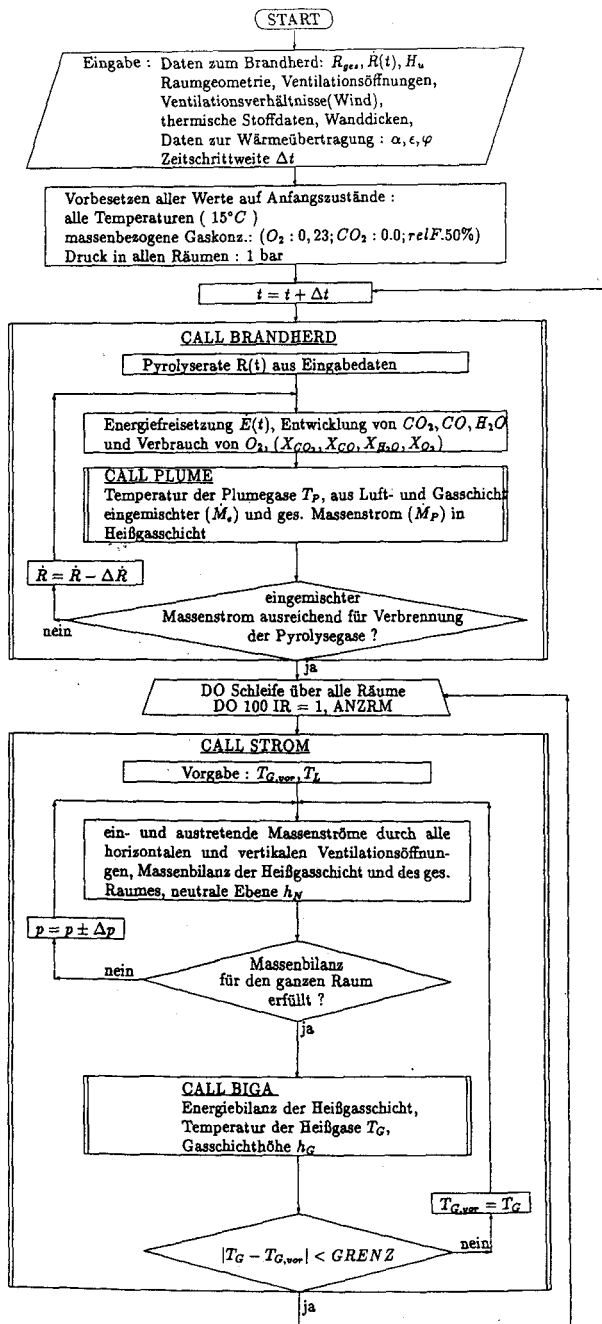 START
Eingabe : Daten zum Brandherd: R_ges, Ṙ(t), H_u
Raumgeometrie, Ventilationsöffnungen,
Ventilationsverhältnisse(Wind),
thermische Stoffdaten, Wanddicken,
Daten zur Wärmeübertragung : α, ϵ, φ
Zeitschrittweite Δt
Vorbesetzen aller Werte auf Anfangszustände :
alle Temperaturen ( 15°C )
massenbezogene Gaskonz.: (O₂ : 0, 23; CO₂ : 0.0; relF.50%)
Druck in allen Räumen : 1 bar
t = t + Δt
CALL BRANDHERD
Pyrolyserate R(t) aus Eingabedaten
Energiefreisetzung Ė(t), Entwicklung von CO₂, CO, H₂O
und Verbrauch von O₂, (X_CO₂, X_CO, X_H₂O, X_O₂)
CALL PLUME
Temperatur der Plumegase T_P, aus Luft- und Gasschicht
eingemischter (Ṁ_e) und ges. Massenstrom (Ṁ_P) in
Heißgasschicht
Ṙ = Ṙ − ΔṘ
nein
eingemischter
Massenstrom ausreichend für Verbrennung
der Pyrolysegase ?
ja
DO Schleife über alle Räume
DO 100 IR = 1, ANZRM
CALL STROM
Vorgabe : T_G,vor, T_L
ein- und austretende Massenströme durch alle
horizontalen und vertikalen Ventilationsöffnun-
gen, Massenbilanz der Heißgasschicht und des ges.
Raumes, neutrale Ebene h_N
p = p ± Δp
nein
Massenbilanz
für den ganzen Raum
erfüllt ?
ja
CALL BIGA
Energiebilanz der Heißgasschicht,
Temperatur der Heißgase T_G,
Gasschichthöhe h_G
T_G,vor = T_G
nein
|T_G − T_G,vor| < GRENZ
ja